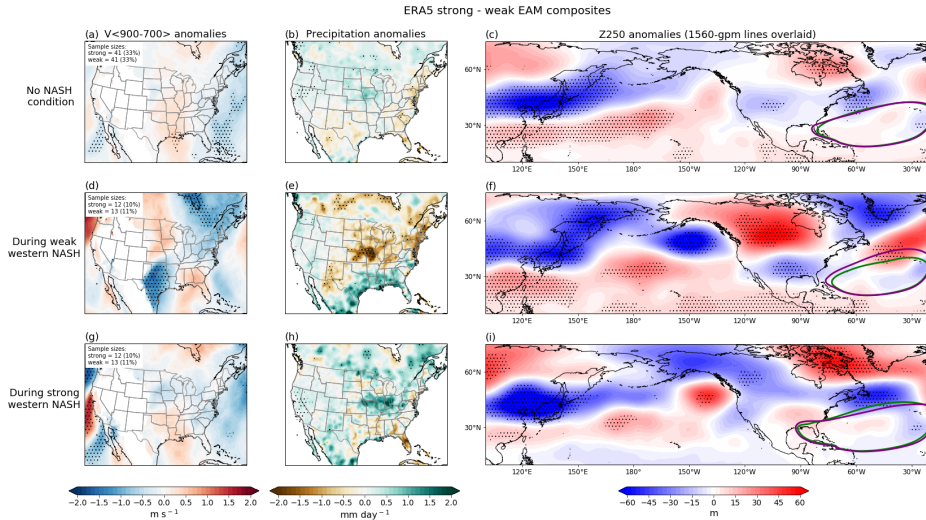 ERA5 strong - weak EAM composites
(a) V<900-700> anomalies
(b) Precipitation anomalies
(c) Z250 anomalies (1560-gpm lines overlaid)
No NASH
condition
Sample sizes:
strong = 41 (33%)
weak = 41 (33%)
60°N
30°N
120°E 150°E 180° 150°W 120°W 90°W 60°W 30°W
(d)
(e)
(f)
During weak
western NASH
Sample sizes:
strong = 12 (10%)
weak = 13 (11%)
60°N
30°N
120°E 150°E 180° 150°W 120°W 90°W 60°W 30°W
(g)
(h)
(i)
During strong
western NASH
Sample sizes:
strong = 12 (10%)
weak = 13 (11%)
60°N
30°N
120°E 150°E 180° 150°W 120°W 90°W 60°W 30°W
−2.0 −1.5 −1.0 −0.5 0.0 0.5 1.0 1.5 2.0
m s⁻¹
−2.0 −1.5 −1.0 −0.5 0.0 0.5 1.0 1.5 2.0
mm day⁻¹
−60 −45 −30 −15 0 15 30 45 60
m